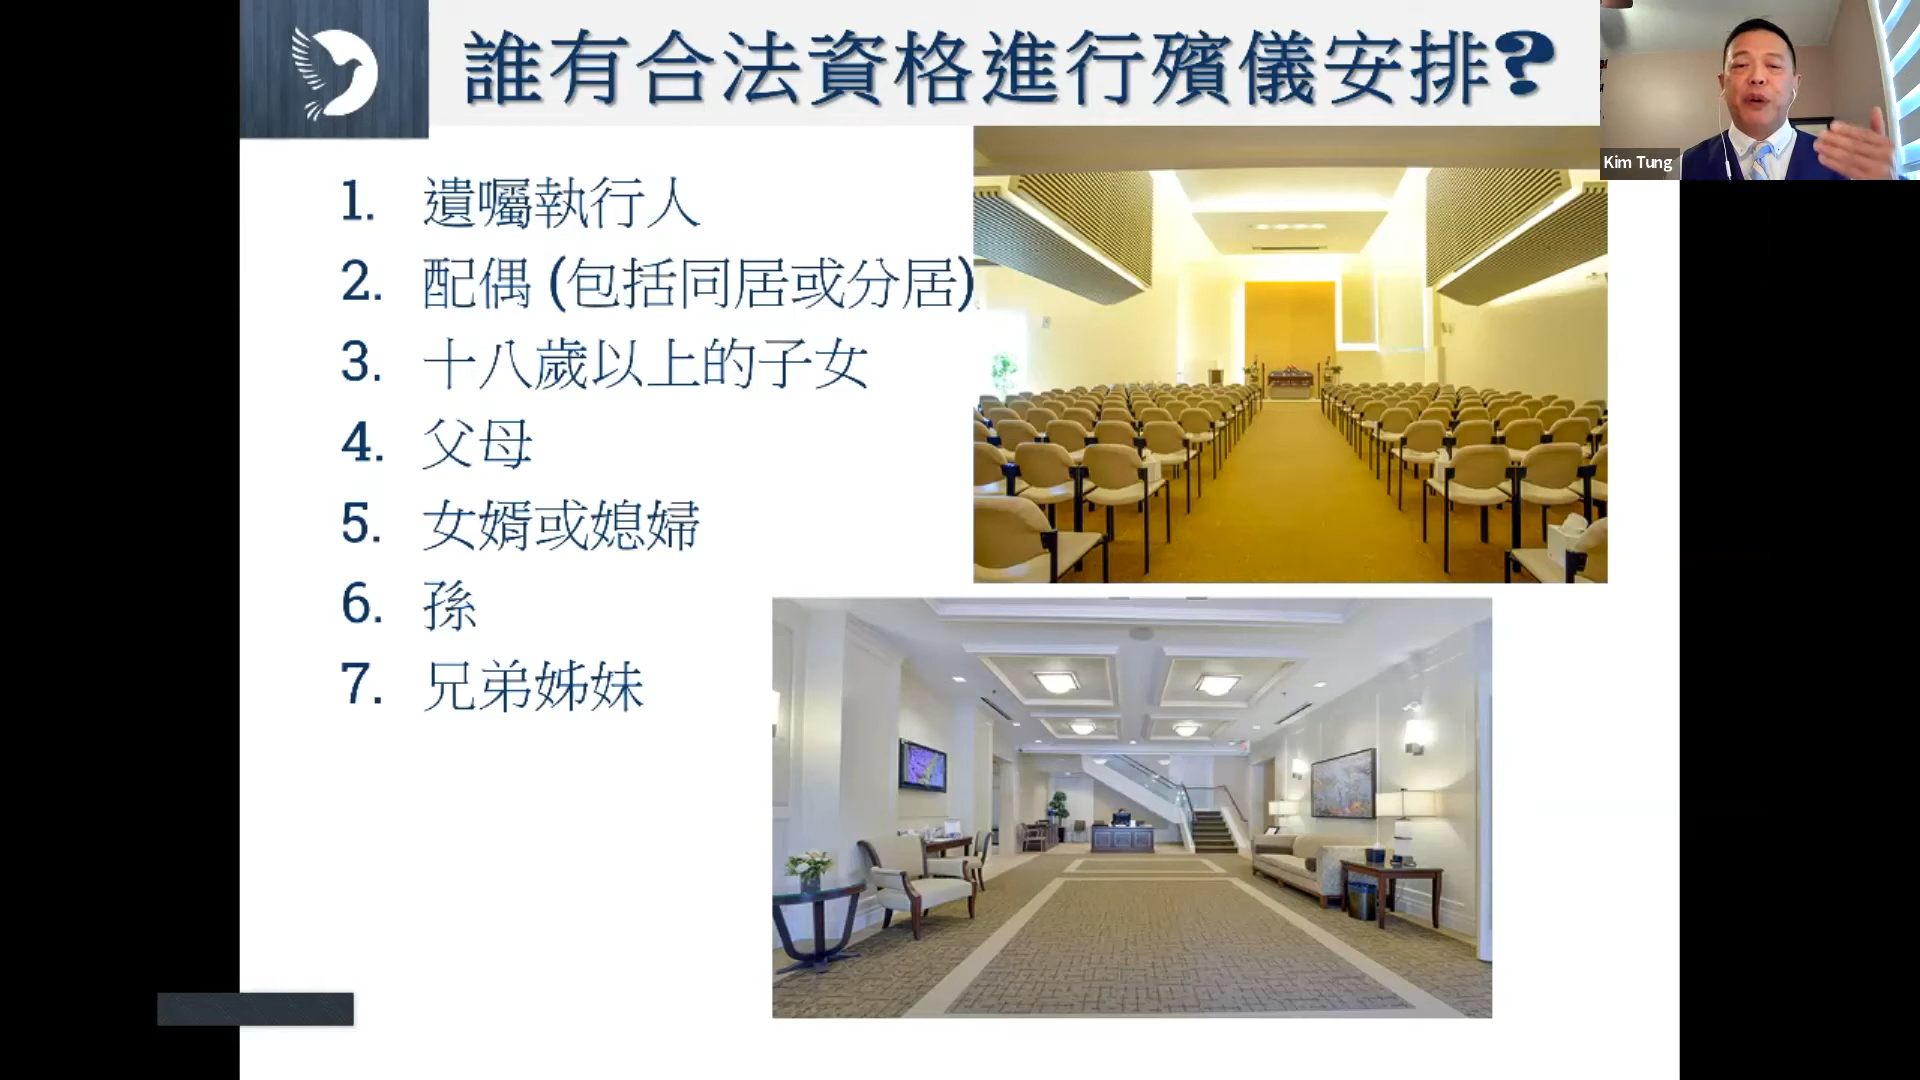 誰有合法資格進行殯儀安排?
Kim Tung
1. 遺囑執行人
2. 配偶 (包括同居或分居)
3. 十八歲以上的子女
4. 父母
5. 女婿或媳婦
6. 孫
7. 兄弟姊妹